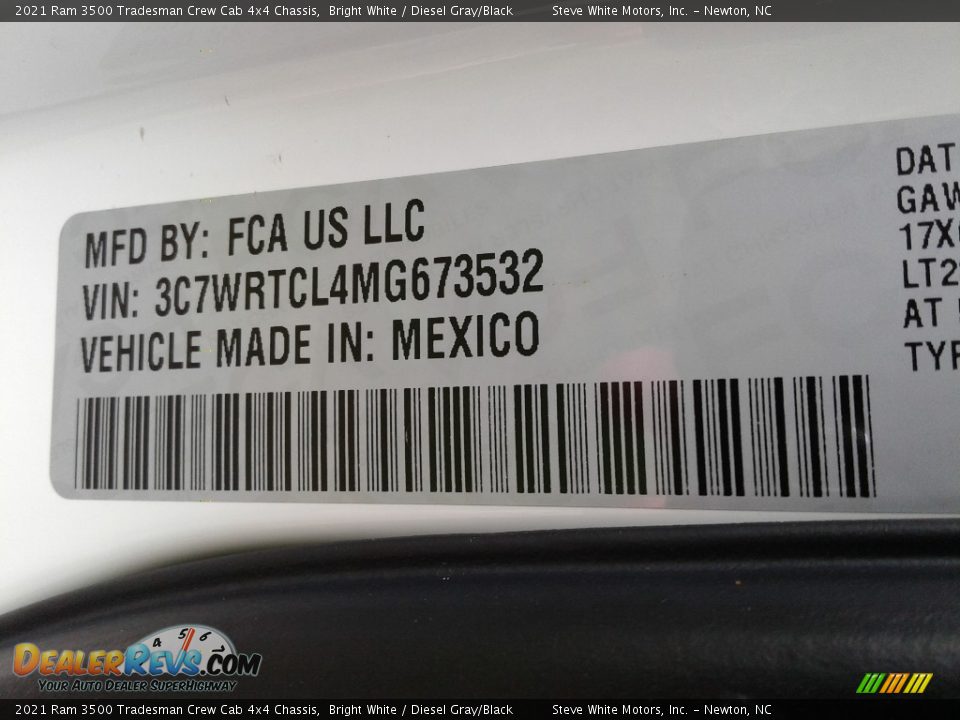 2021 Ram 3500 Tradesman Crew Cab 4x4 Chassis, Bright White / Diesel Gray/Black Steve White Motors, Inc. – Newton, NC
MFD BY: FCA US LLC
VIN: 3C7WRTCL4MG673532
VEHICLE MADE IN: MEXICO
DAT
GAW
17X
LT2
AT
TYP
4 5 6
DEALERREVS.COM
YOUR AUTO DEALER SUPERHIGHWAY
2021 Ram 3500 Tradesman Crew Cab 4x4 Chassis, Bright White / Diesel Gray/Black Steve White Motors, Inc. – Newton, NC